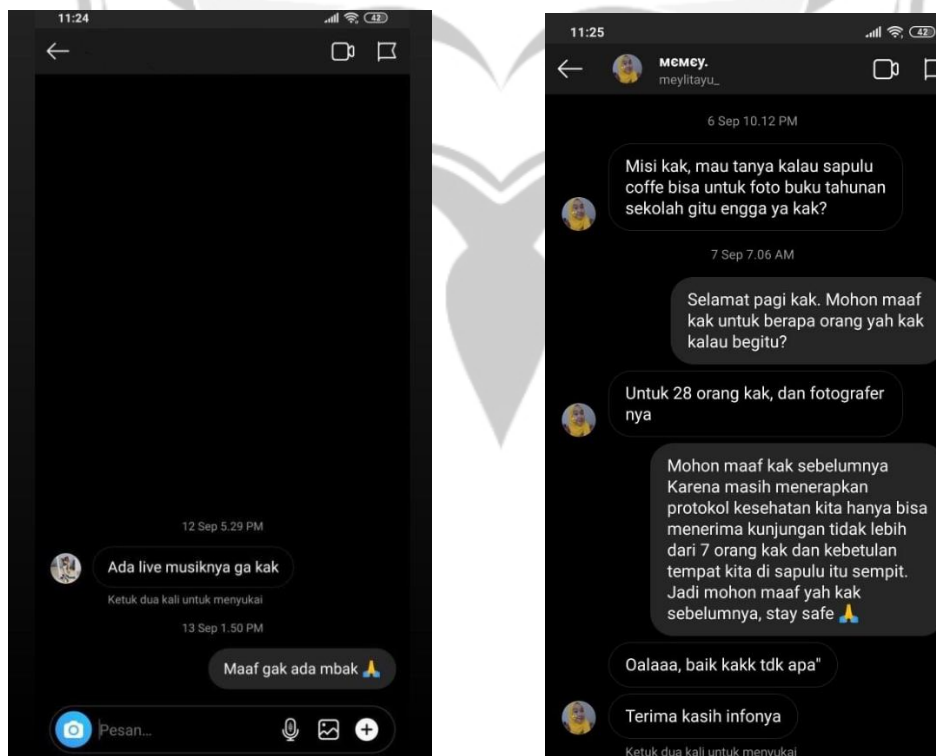 11:24
42
12 Sep 5.29 PM
Ada live musiknya ga kak
Ketuk dua kali untuk menyukai
13 Sep 1.50 PM
Maaf gak ada mbak 🙏
Pesan...
11:25
42
мємєу.
meylitayu_
6 Sep 10.12 PM
Misi kak, mau tanya kalau sapulu
coffe bisa untuk foto buku tahunan
sekolah gitu engga ya kak?
7 Sep 7.06 AM
Selamat pagi kak. Mohon maaf
kak untuk berapa orang yah kak
kalau begitu?
Untuk 28 orang kak, dan fotografer
nya
Mohon maaf kak sebelumnya
Karena masih menerapkan
protokol kesehatan kita hanya bisa
menerima kunjungan tidak lebih
dari 7 orang kak dan kebetulan
tempat kita di sapulu itu sempit.
Jadi mohon maaf yah kak
sebelumnya, stay safe 🙏
Oalaaa, baik kakk tdk apa"
Terima kasih infonya
Ketuk dua kali untuk menyukai